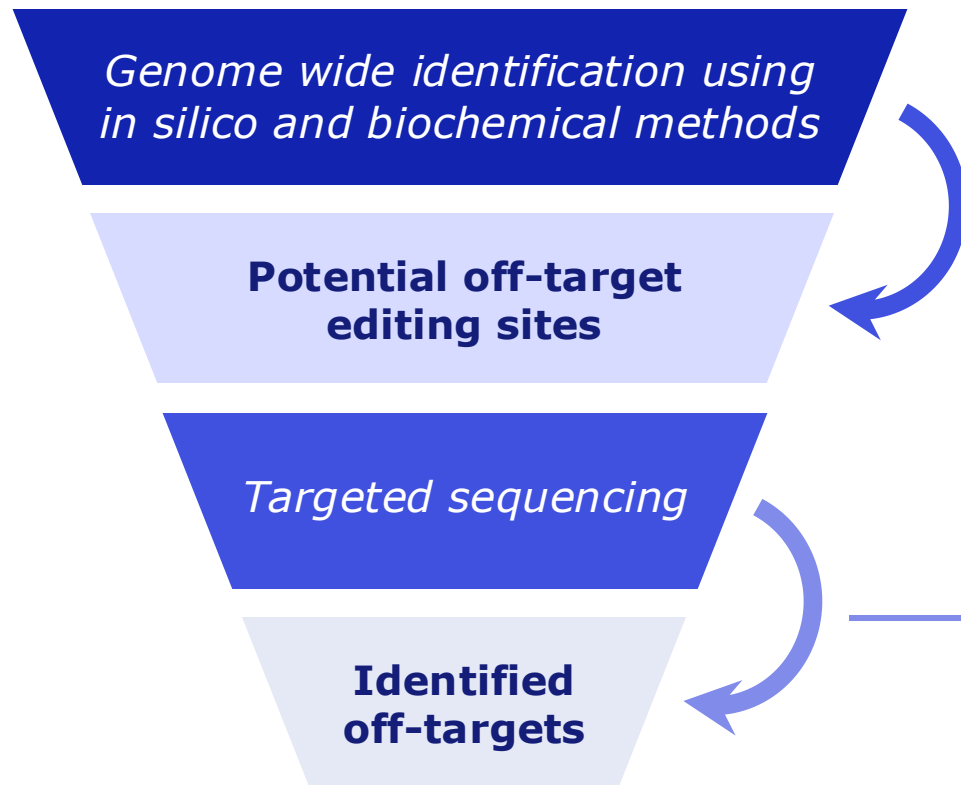 Genome wide identification using
in silico and biochemical methods
Potential off-target
editing sites
Targeted sequencing
Identified
off-targets